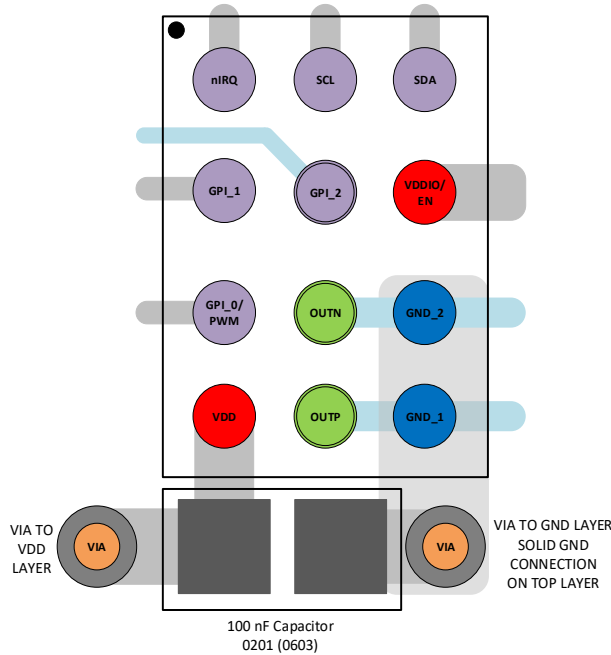 nIRQ
SCL
SDA
GPI_1
GPI_2
VDDIO/
EN
GPI_0/
PWM
OUTN
GND_2
VDD
OUTP
GND_1
VIA TO
VDD
LAYER
VIA
VIA
VIA TO GND LAYER
SOLID GND
CONNECTION
ON TOP LAYER
100 nF Capacitor
0201 (0603)